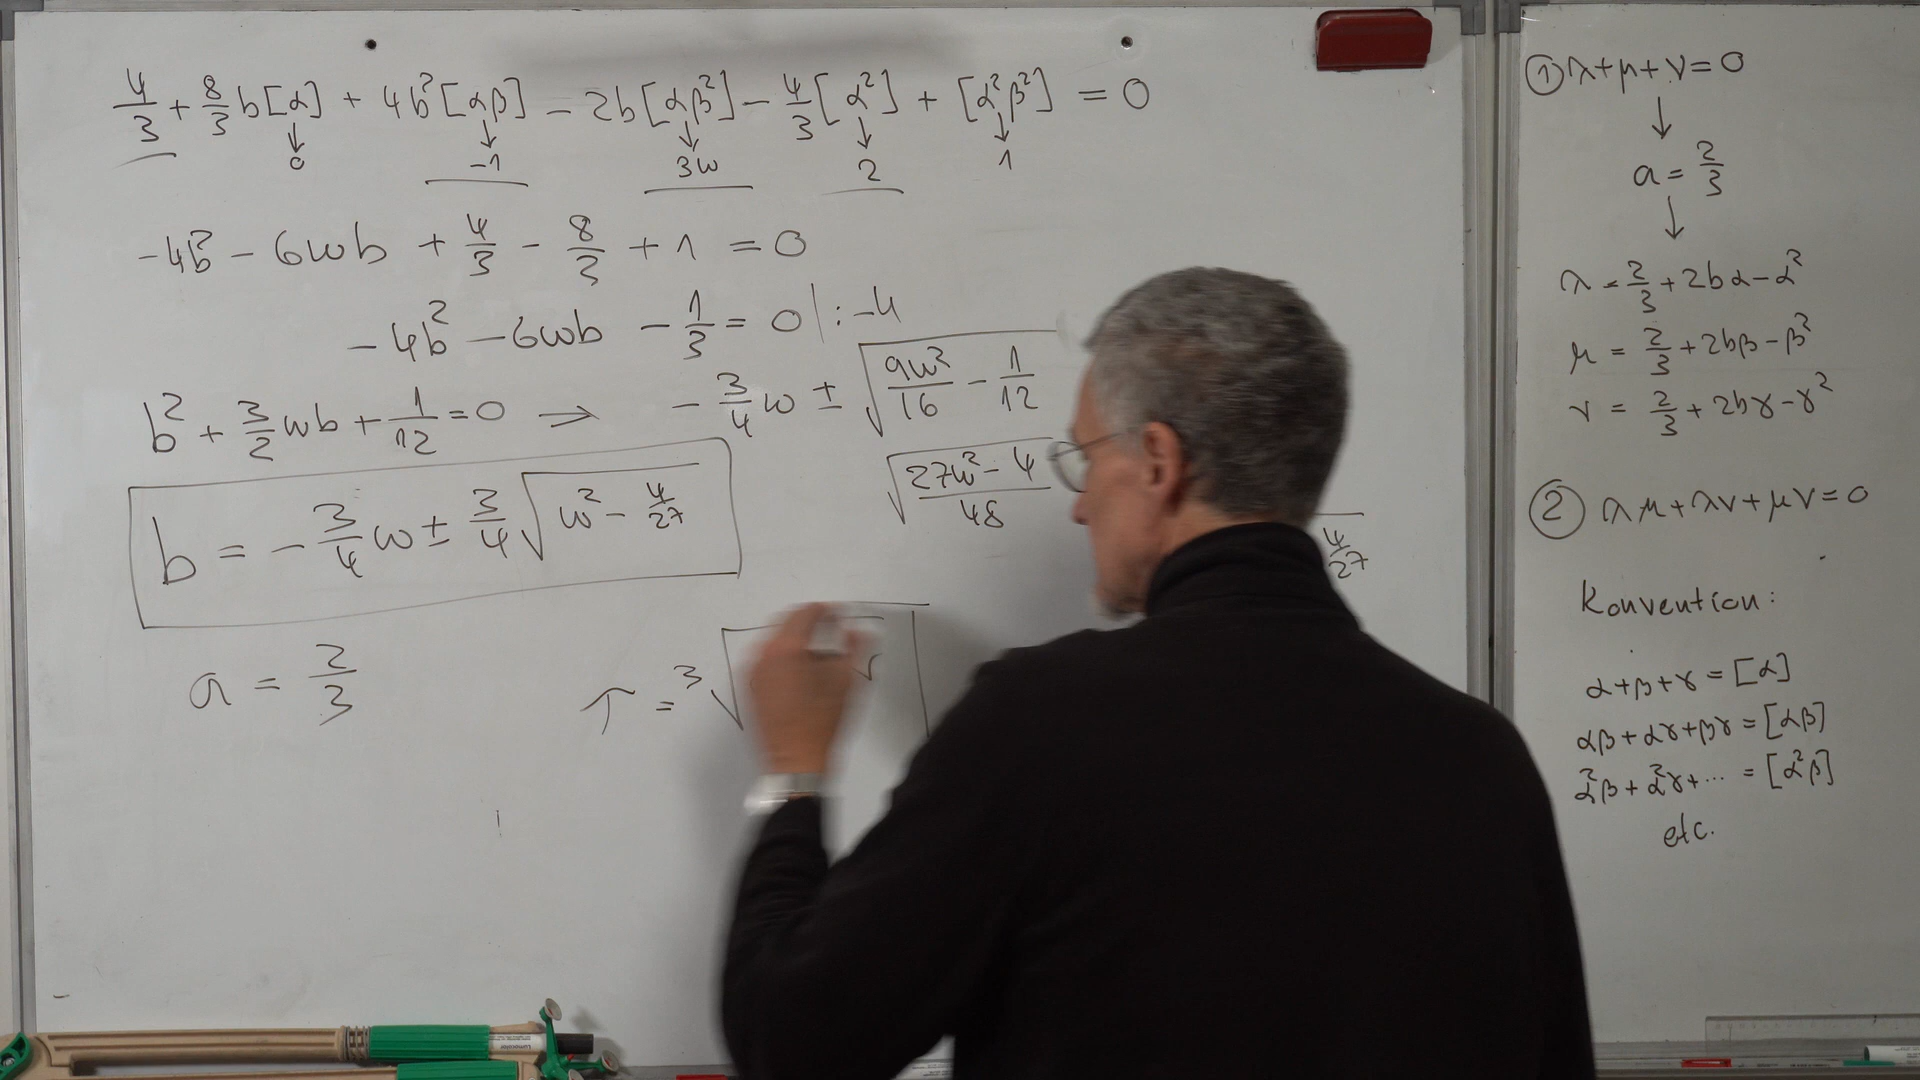 4/3 + 8/3 b[α] + 4b²[αβ] − 2b[αβ²] − 4/3[α²] + [α²β²] = 0
↓ ↓ ↓ ↓ ↓
0 −1 3w 2 1
−4b² − 6wb + 4/3 − 8/3 + 1 = 0
−4b² − 6wb − 1/3 = 0 | : −4
b² + 3/2 wb + 1/12 = 0 ⇒ − 3/4 w ± √(9w²/16 − 1/12)
√((27w² − 4)/48)
4/27
b = − 3/4 w ± 3/4 √(w² − 4/27)
a = 2/3
τ = ³√
① λ+μ+ν = 0
↓
a = 2/3
↓
λ = 2/3 + 2bα − α²
μ = 2/3 + 2bβ − β²
ν = 2/3 + 2bγ − γ²
② λμ + λν + μν = 0
Konvention:
α+β+γ = [α]
αβ + αγ + βγ = [αβ]
α²β + α²γ + ... = [α²β]
etc.
Lumocolor